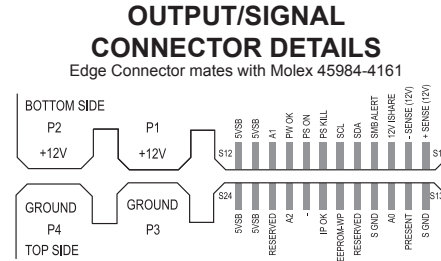 OUTPUT/SIGNAL
CONNECTOR DETAILS
Edge Connector mates with Molex 45984-4161
BOTTOM SIDE
P2
+12V
P1
+12V
S12
5VSB
5VSB
A1
PW OK
PS ON
PS KILL
SCL
SDA
SMB ALERT
12V ISHARE
- SENSE (12V)
+ SENSE (12V)
GROUND
P4
TOP SIDE
GROUND
P3
S24
5VSB
5VSB
RESERVED
A2
-
IP OK
EEPROM-WP
RESERVED
S GND
A0
PRESENT
S GND